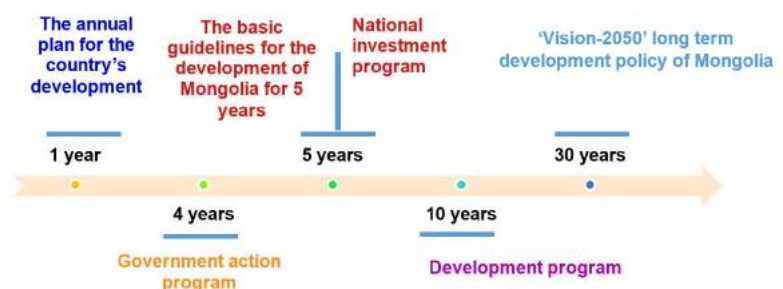 The annual
plan for the
country's
development
The basic
guidelines for the
development of
Mongolia for 5
years
National
investment
program
‘Vision-2050’ long term
development policy of Mongolia
1 year
5 years
30 years
4 years
10 years
Government action
program
Development program